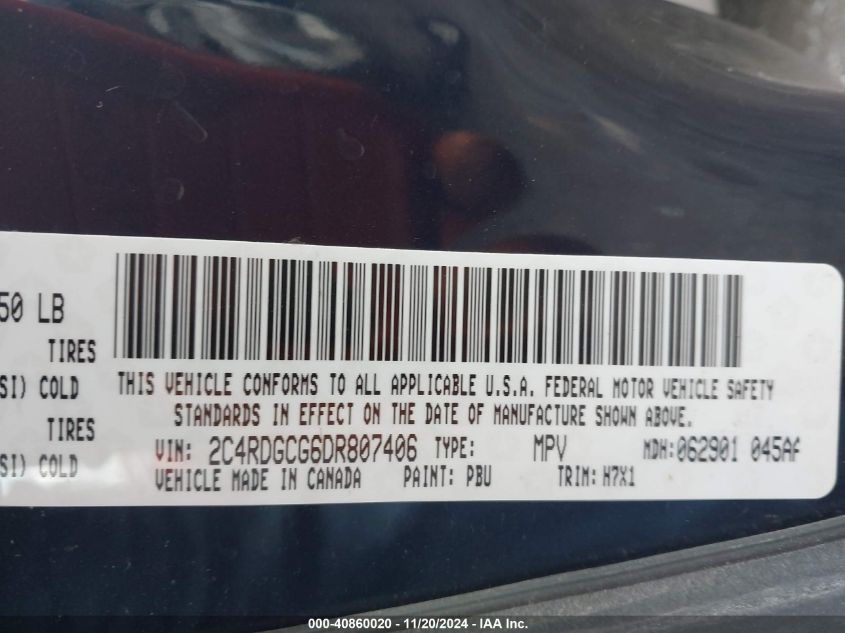 50 LB
TIRES
SI) COLD
TIRES
SI) COLD
THIS VEHICLE CONFORMS TO ALL APPLICABLE U.S.A. FEDERAL MOTOR VEHICLE SAFETY
STANDARDS IN EFFECT ON THE DATE OF MANUFACTURE SHOWN ABOVE.
VIN: 2C4RDGCG6DR807406 TYPE: MPV MDH:062901 045AF
VEHICLE MADE IN CANADA PAINT: PBU TRIM: H7X1
000-40860020 - 11/20/2024 - IAA Inc.